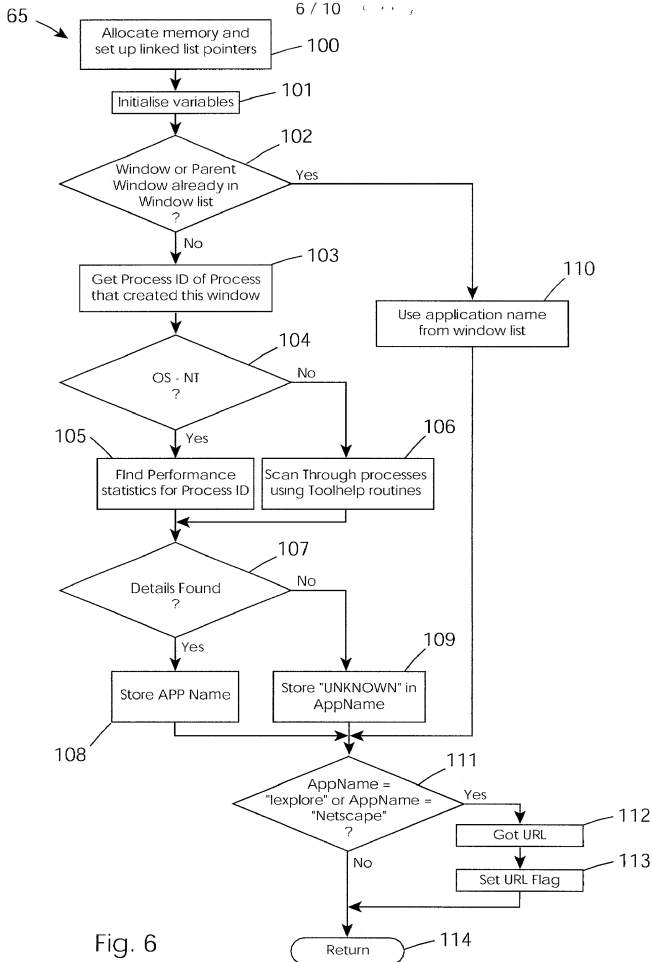 6 / 10
65
Allocate memory and
set up linked list pointers
100
Initialise variables
101
102
Window or Parent
Window already in
Window list
?
Yes
No
103
Get Process ID of Process
that created this window
110
Use application name
from window list
104
OS - NT
?
No
Yes
105
106
FInd Performance
statistics for Process ID
Scan Through processes
using Toolhelp routines
107
Details Found
?
No
Yes
109
Store APP Name
Store "UNKNOWN" in
AppName
108
111
AppName =
"Iexplore" or AppName =
"Netscape"
?
Yes
112
Got URL
No
113
Set URL Flag
Fig. 6
Return
114